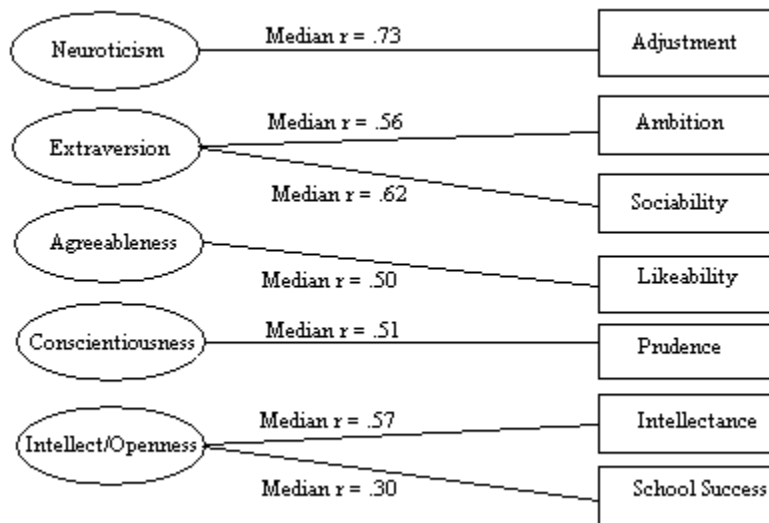 Neuroticism
Median r = .73
Adjustment
Extraversion
Median r = .56
Ambition
Median r = .62
Sociability
Agreeableness
Median r = .50
Likeability
Conscientiousness
Median r = .51
Prudence
Intellect/Openness
Median r = .57
Intellectance
Median r = .30
School Success